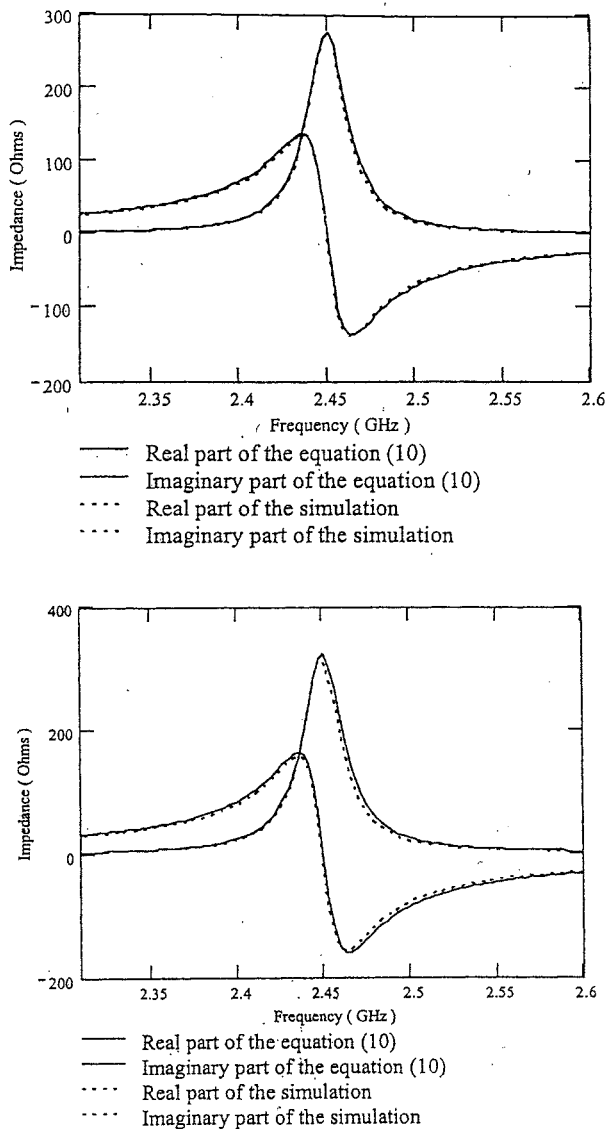 300
200
100
0
-100
-200
Impedance ( Ohms )
2.35
2.4
2.45
2.5
2.55
2.6
Frequency ( GHz )
Real part of the equation (10)
Imaginary part of the equation (10)
Real part of the simulation
Imaginary part of the simulation
400
200
0
-200
Impedance ( Ohms )
2.35
2.4
2.45
2.5
2.55
2.6
Frequency ( GHz )
Real part of the equation (10)
Imaginary part of the equation (10)
Real part of the simulation
Imaginary part of the simulation